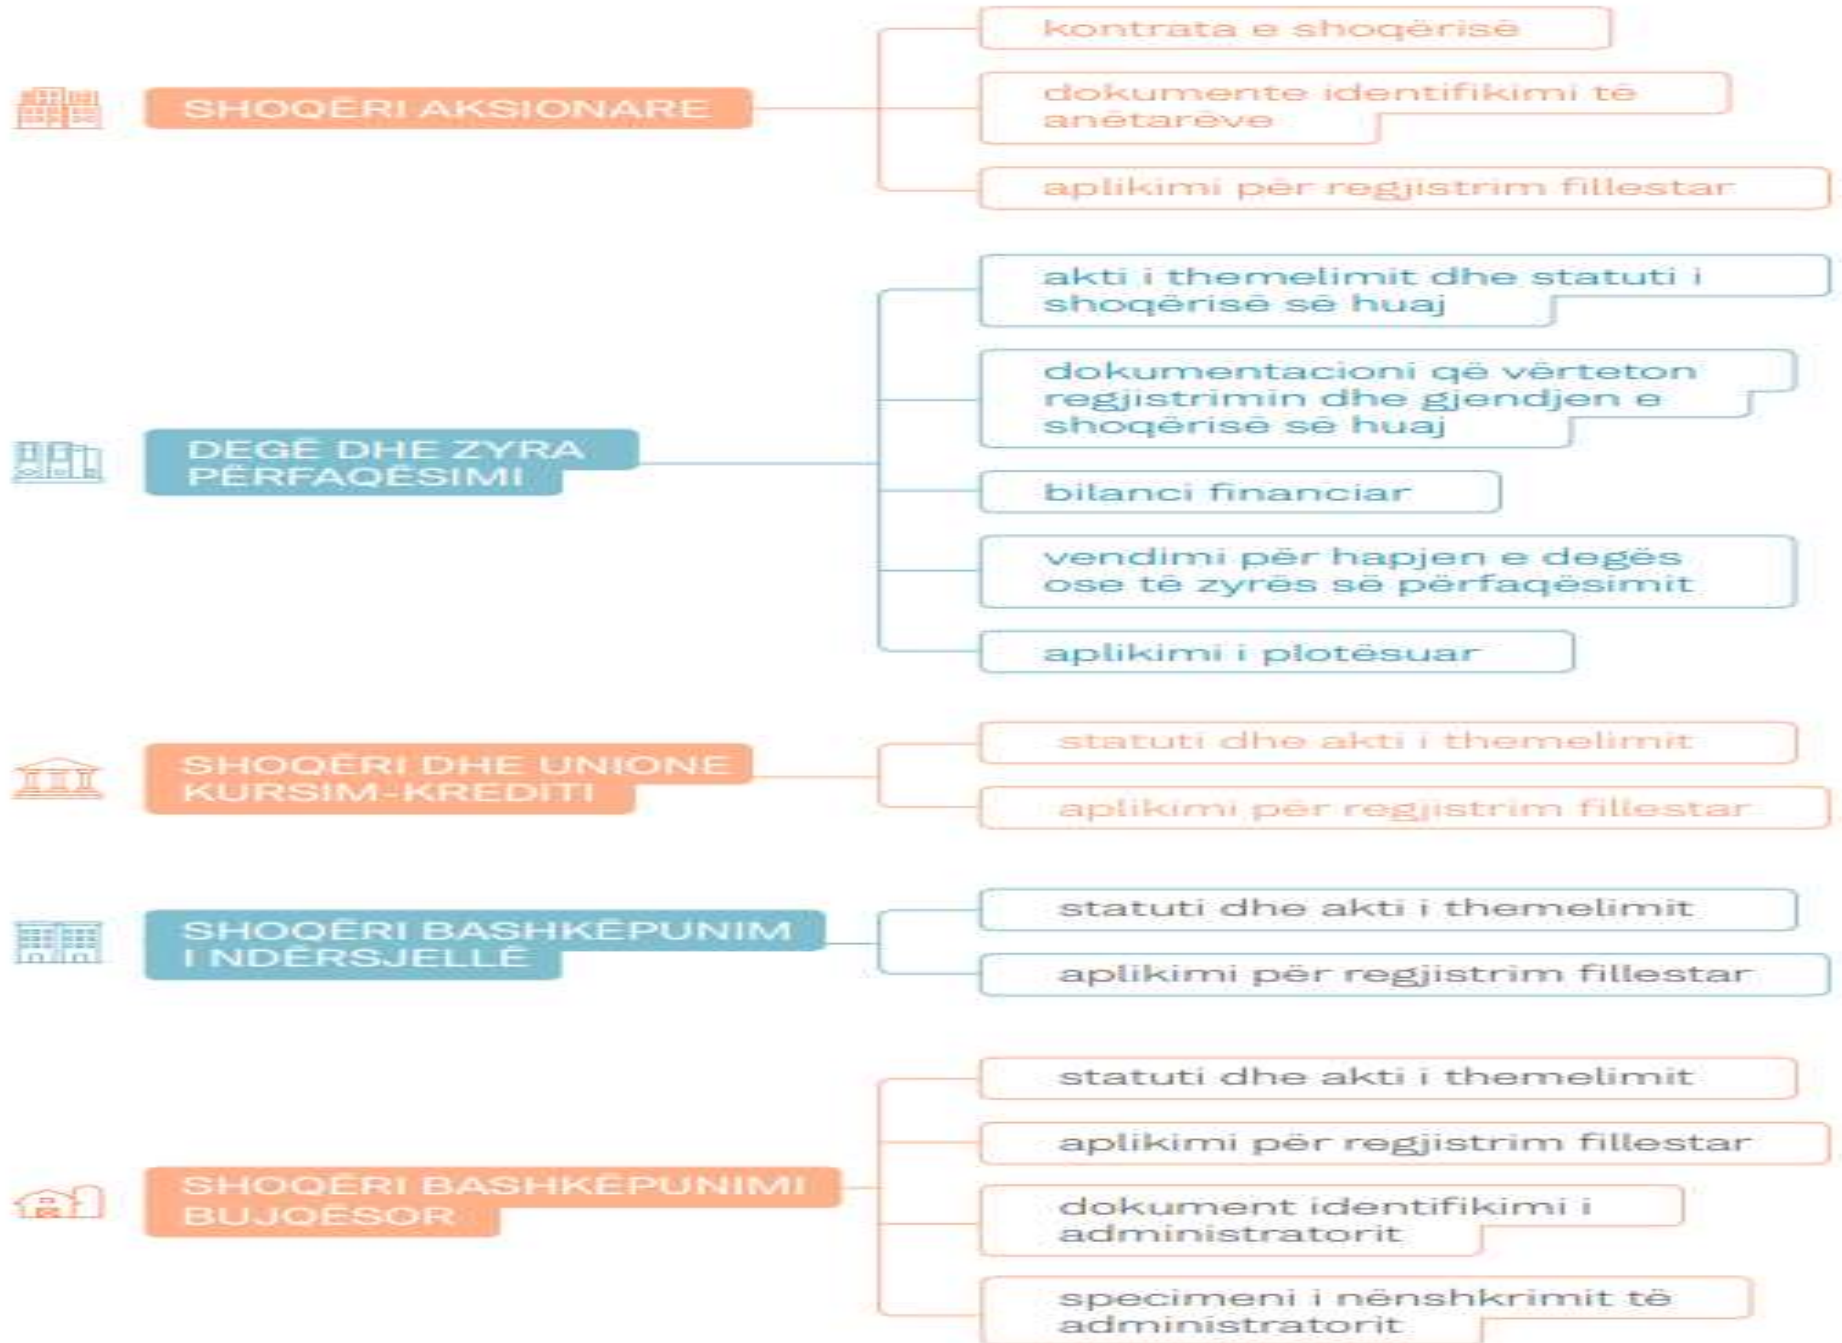 SHOQËRI AKSIONARE
kontrata e shoqërisë
dokumente identifikimi të
anëtarëve
aplikimi për regjistrim fillestar
DEGË DHE ZYRA
PËRFAQËSIMI
akti i themelimit dhe statuti i
shoqërisë së huaj
dokumentacioni që vërteton
regjistrimin dhe gjendjen e
shoqërisë së huaj
bilanci financiar
vendimi për hapjen e degës
ose të zyrës së përfaqësimit
aplikimi i plotësuar
SHOQËRI DHE UNIONE
KURSIM-KREDITI
statuti dhe akti i themelimit
aplikimi për regjistrim fillestar
SHOQËRI BASHKËPUNIM
I NDËRSJELLË
statuti dhe akti i themelimit
aplikimi për regjistrim fillestar
SHOQËRI BASHKËPUNIMI
BUJQËSOR
statuti dhe akti i themelimit
aplikimi për regjistrim fillestar
dokument identifikimi i
administratorit
specimeni i nënshkrimit të
administratorit